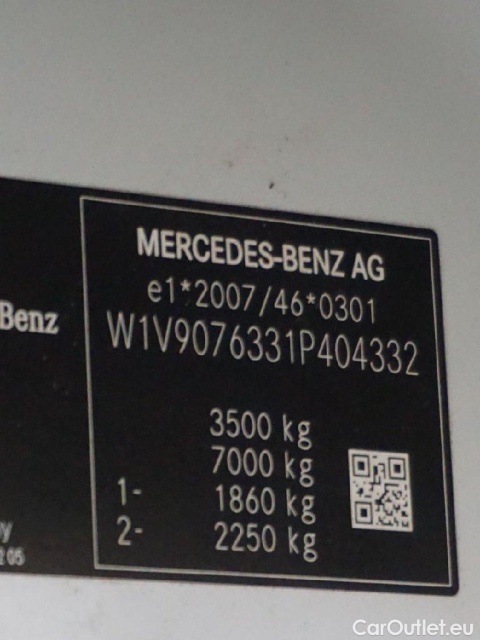 MERCEDES-BENZ AG
e1*2007/46*0301
Benz
W1V9076331P404332
3500 kg
7000 kg
1- 1860 kg
2- 2250 kg
CarOutlet.eu